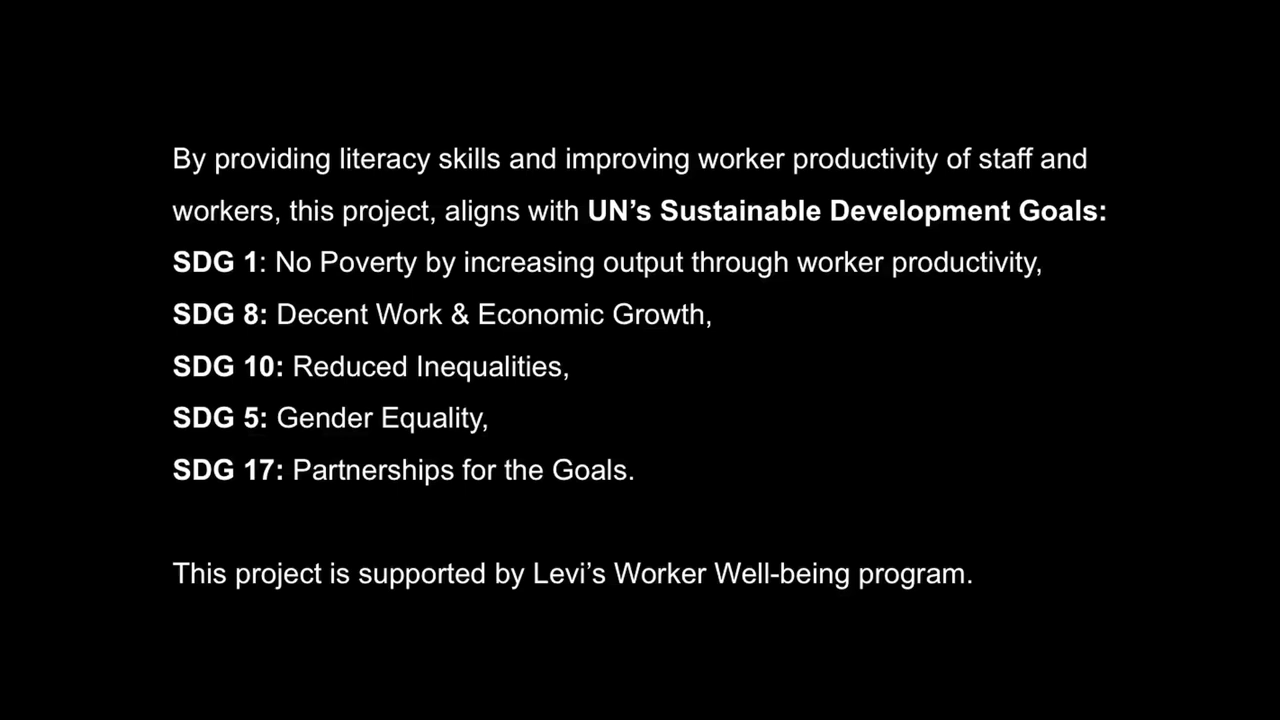 By providing literacy skills and improving worker productivity of staff and
workers, this project, aligns with UN’s Sustainable Development Goals:
SDG 1: No Poverty by increasing output through worker productivity,
SDG 8: Decent Work & Economic Growth,
SDG 10: Reduced Inequalities,
SDG 5: Gender Equality,
SDG 17: Partnerships for the Goals.
This project is supported by Levi’s Worker Well-being program.